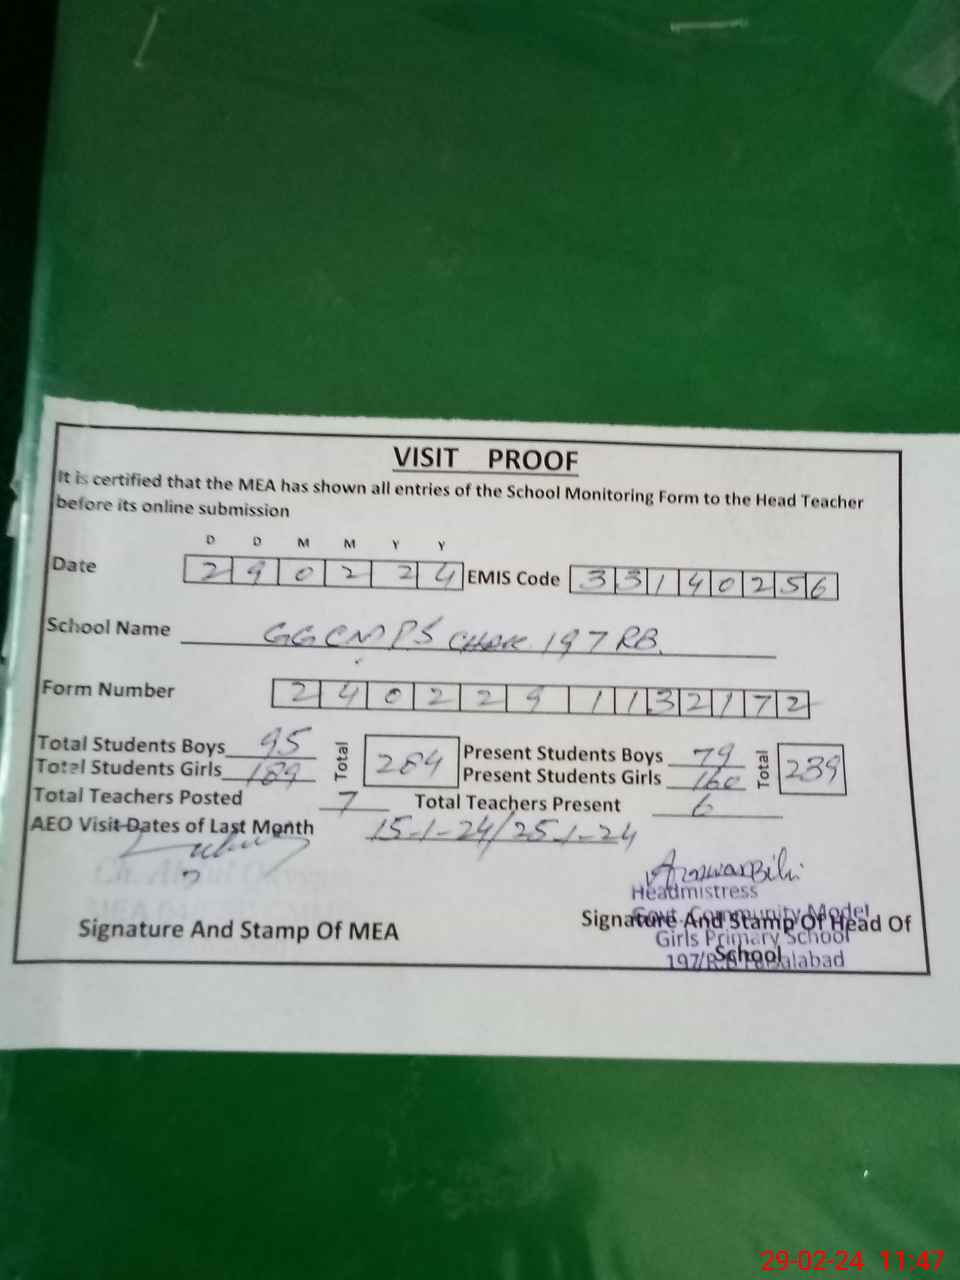 VISIT PROOF
It is certified that the MEA has shown all entries of the School Monitoring Form to the Head Teacher
before its online submission
D D M M Y Y
Date 2 9 0 2 2 4 EMIS Code 3 3 1 4 0 2 5 6
School Name GGCMPS Chak 197 RB.
Form Number 2 4 0 2 2 9 1 1 3 2 1 7 2
Total Students Boys 95 Total 284 Present Students Boys 79 Total 239
Total Students Girls 189 Present Students Girls 160
Total Teachers Posted 7 Total Teachers Present 6
AEO Visit Dates of Last Month 15-1-24/25-1-24
Headmistress
Govt. Community Model
Girls Primary School
197/R.B Faisalabad
Signature And Stamp Of MEA
Signature And Stamp Of Head Of
School
29-02-24 11:47